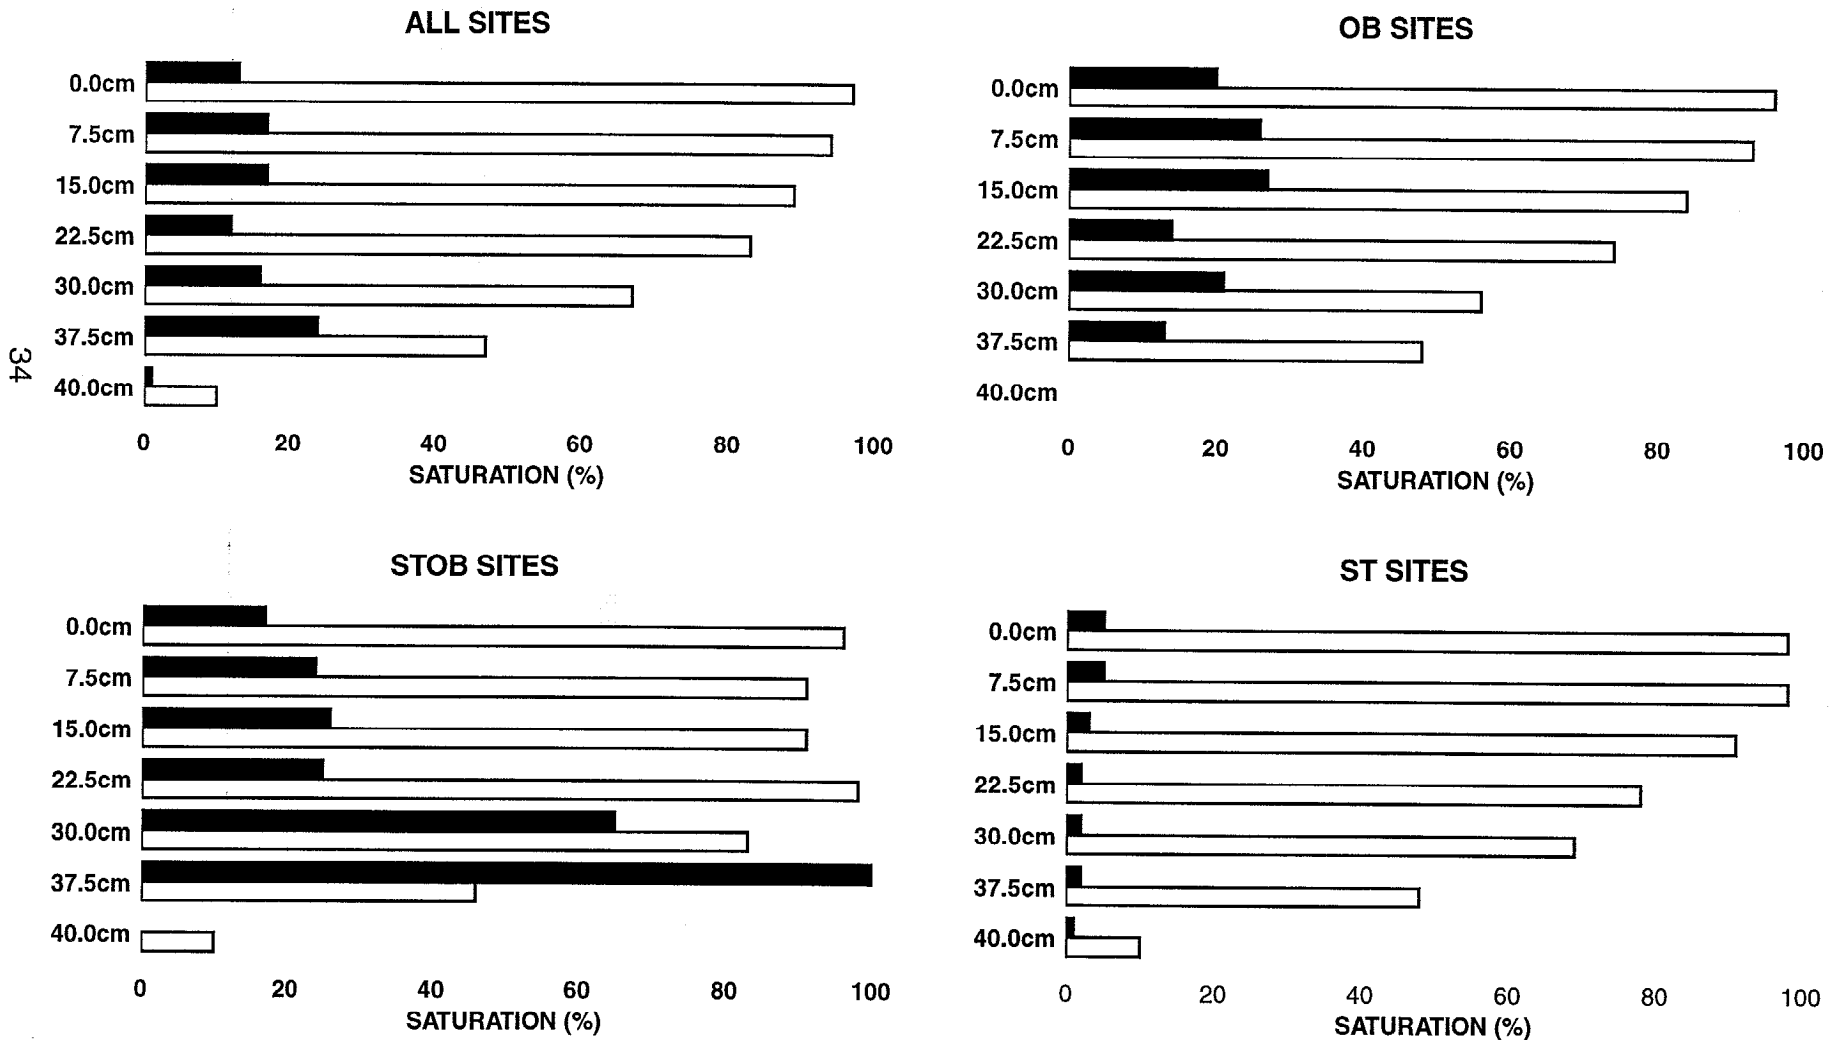 ALL SITES
0.0cm
7.5cm
15.0cm
22.5cm
30.0cm
37.5cm
40.0cm
0 20 40 60 80 100
SATURATION (%)
OB SITES
0.0cm
7.5cm
15.0cm
22.5cm
30.0cm
37.5cm
40.0cm
0 20 40 60 80 100
SATURATION (%)
34
STOB SITES
0.0cm
7.5cm
15.0cm
22.5cm
30.0cm
37.5cm
40.0cm
0 20 40 60 80 100
SATURATION (%)
ST SITES
0.0cm
7.5cm
15.0cm
22.5cm
30.0cm
37.5cm
40.0cm
0 20 40 60 80 100
SATURATION (%)